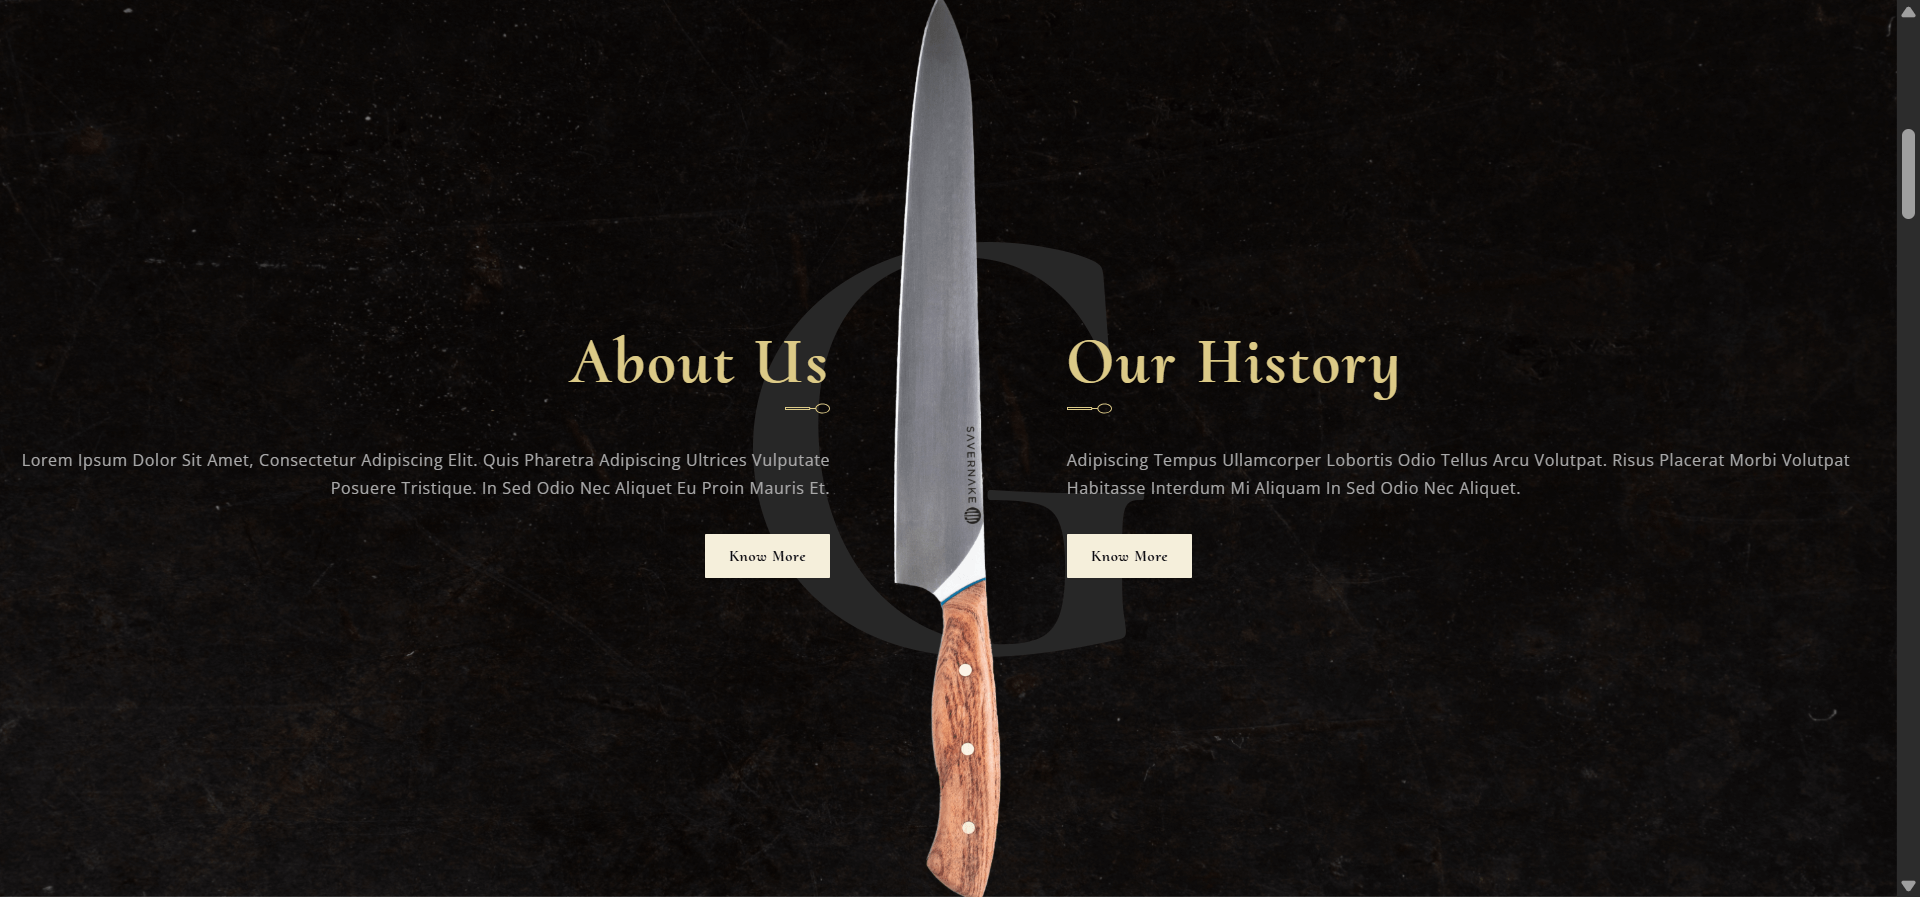 About Us
Lorem Ipsum Dolor Sit Amet, Consectetur Adipiscing Elit. Quis Pharetra Adipiscing Ultrices Vulputate
Posuere Tristique. In Sed Odio Nec Aliquet Eu Proin Mauris Et.
Know More
G
SAVERNAKE
Our History
Adipiscing Tempus Ullamcorper Lobortis Odio Tellus Arcu Volutpat. Risus Placerat Morbi Volutpat
Habitasse Interdum Mi Aliquam In Sed Odio Nec Aliquet.
Know More